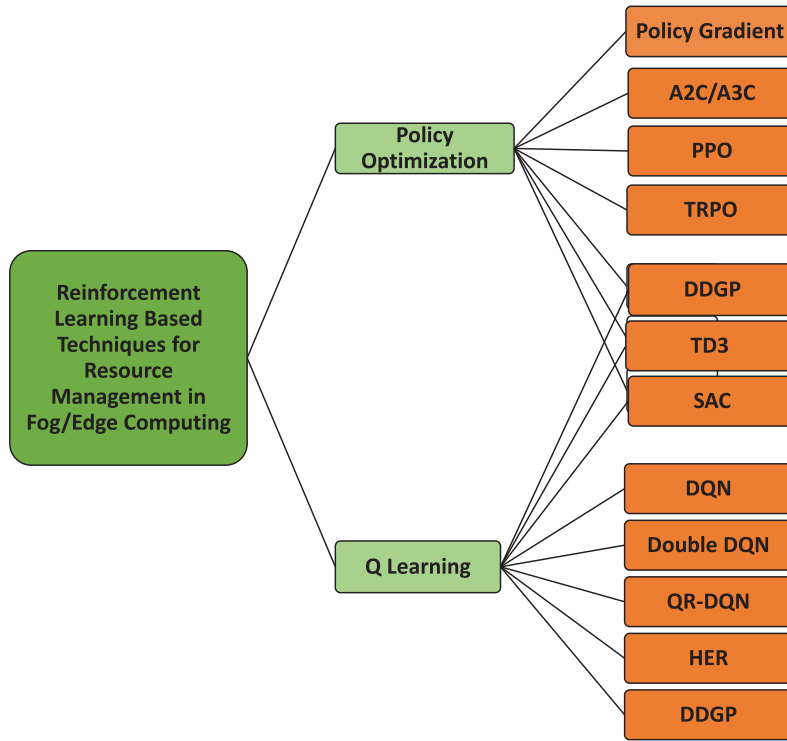 Reinforcement
Learning Based
Techniques for
Resource
Management in
Fog/Edge Computing
Policy
Optimization
Q Learning
Policy Gradient
A2C/A3C
PPO
TRPO
DDGP
TD3
SAC
DQN
Double DQN
QR-DQN
HER
DDGP